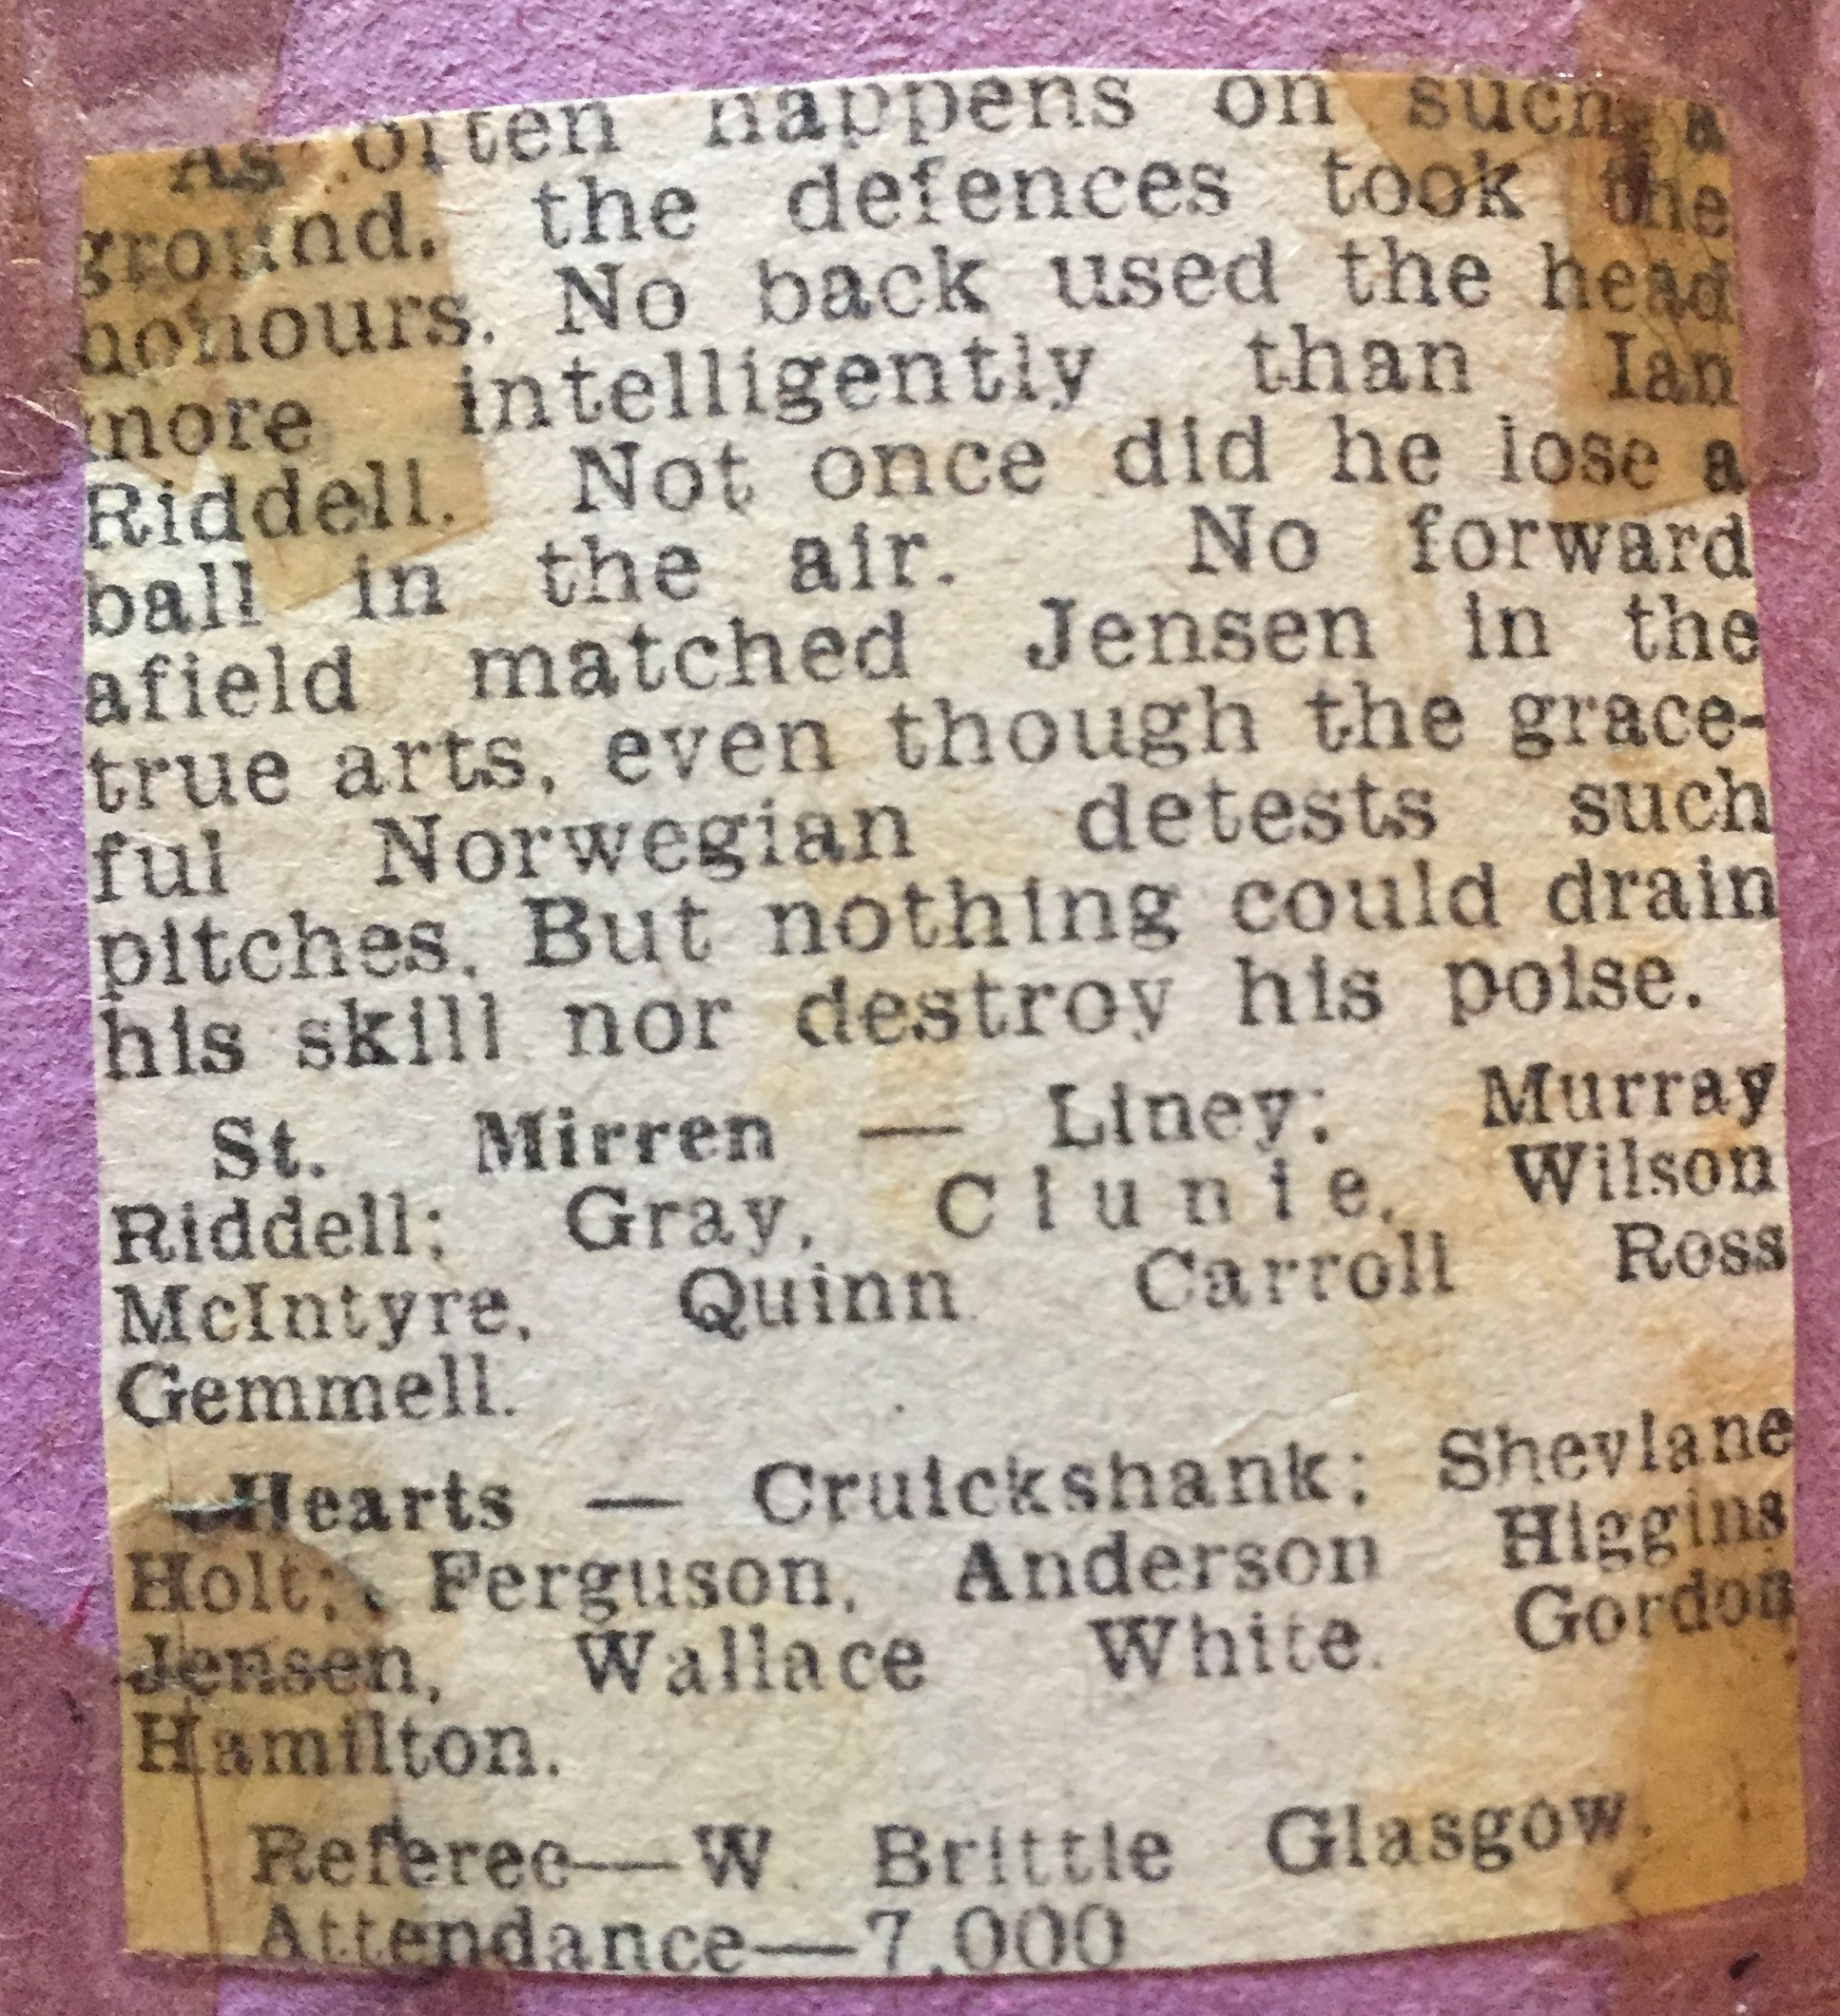 As often happens on such a
ground, the defences took the
honours. No back used the head
more intelligently than Ian
Riddell. Not once did he lose a
ball in the air. No forward
afield matched Jensen in the
true arts, even though the grace-
ful Norwegian detests such
pitches. But nothing could drain
his skill nor destroy his poise.
St. Mirren — Liney; Murray
Riddell; Gray, Clunie, Wilson
McIntyre, Quinn Carroll Ross
Gemmell.
Hearts — Cruickshank; Shevlane
Holt; Ferguson, Anderson Higgins
Jensen, Wallace White. Gordon
Hamilton.
Referee—W. Brittle Glasgow.
Attendance—7,000